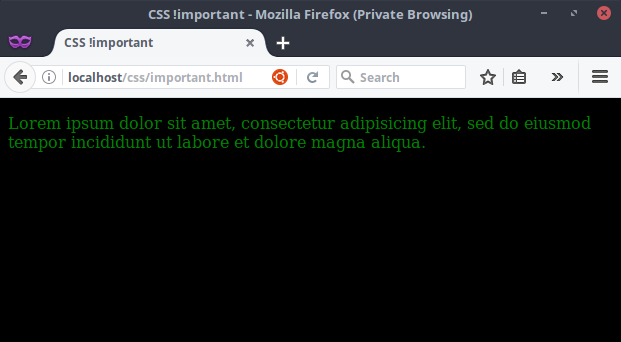 CSS !important - Mozilla Firefox (Private Browsing)
CSS !important
localhost/css/important.html
Search
Lorem ipsum dolor sit amet, consectetur adipisicing elit, sed do eiusmod
tempor incididunt ut labore et dolore magna aliqua.